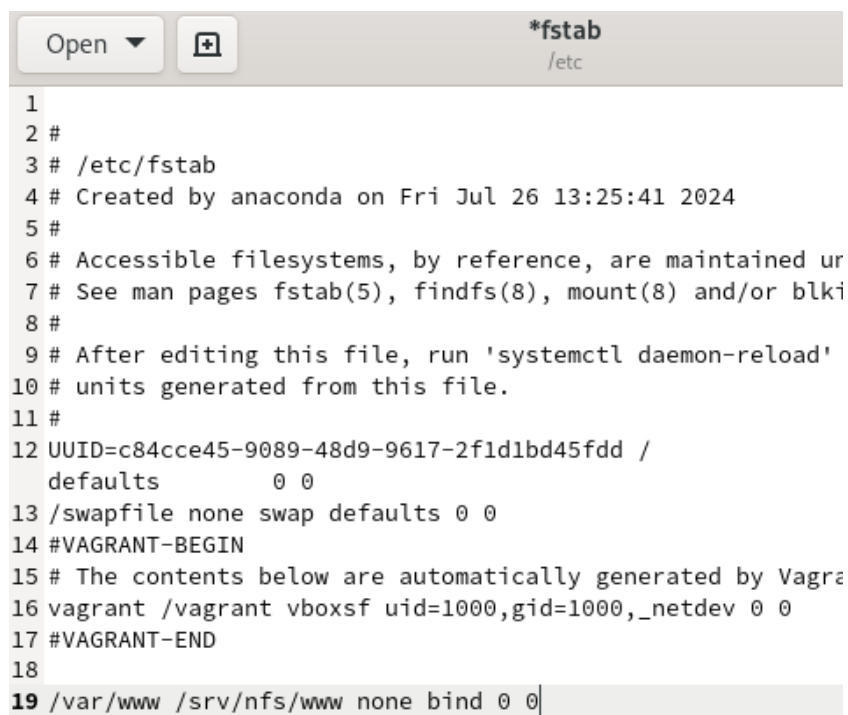 Open
*fstab
/etc
1
2 #
3 # /etc/fstab
4 # Created by anaconda on Fri Jul 26 13:25:41 2024
5 #
6 # Accessible filesystems, by reference, are maintained
7 # See man pages fstab(5), findfs(8), mount(8) and/or
8 #
9 # After editing this file, run 'systemctl daemon-reload'
10 # units generated from this file.
11 #
12 UUID=c84cce45-9089-48d9-9617-2f1d1bd45fdd /
defaults 0 0
13 /swapfile none swap defaults 0 0
14 #VAGRANT-BEGIN
15 # The contents below are automatically generated by
16 vagrant /vagrant vboxsf uid=1000,gid=1000,_netdev 0 0
17 #VAGRANT-END
18
19 /var/www /srv/nfs/www none bind 0 0